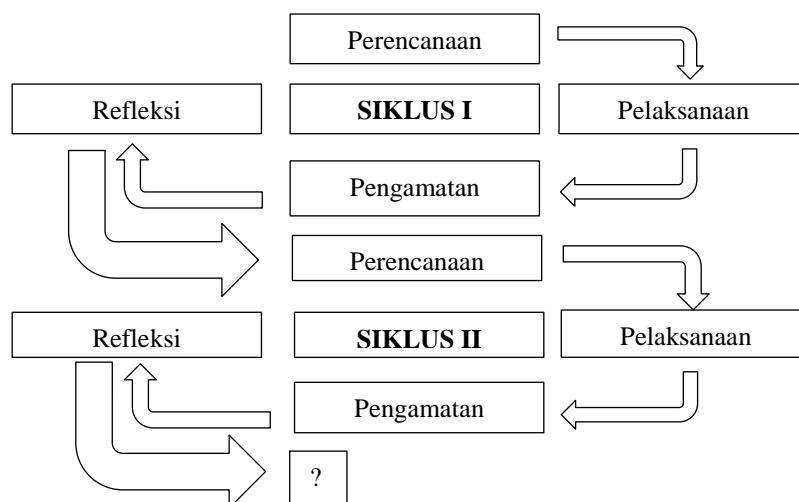 Perencanaan
Refleksi
SIKLUS I
Pelaksanaan
Pengamatan
Perencanaan
Refleksi
SIKLUS II
Pelaksanaan
Pengamatan
?